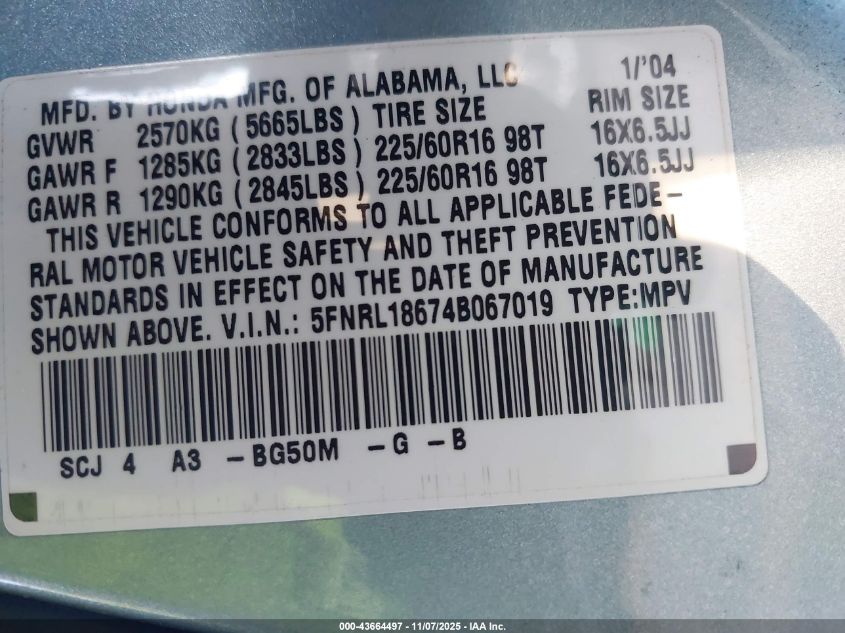 MFD. BY HONDA MFG. OF ALABAMA, LLC 1/'04
GVWR 2570KG (5665LBS) TIRE SIZE RIM SIZE
GAWR F 1285KG (2833LBS) 225/60R16 98T 16X6.5JJ
GAWR R 1290KG (2845LBS) 225/60R16 98T 16X6.5JJ
THIS VEHICLE CONFORMS TO ALL APPLICABLE FEDE-
RAL MOTOR VEHICLE SAFETY AND THEFT PREVENTION
STANDARDS IN EFFECT ON THE DATE OF MANUFACTURE
SHOWN ABOVE. V.I.N.: 5FNRL18674B067019 TYPE:MPV
SCJ 4 A3 -BG50M -G -B
000-43664497 - 11/07/2025 - IAA Inc.